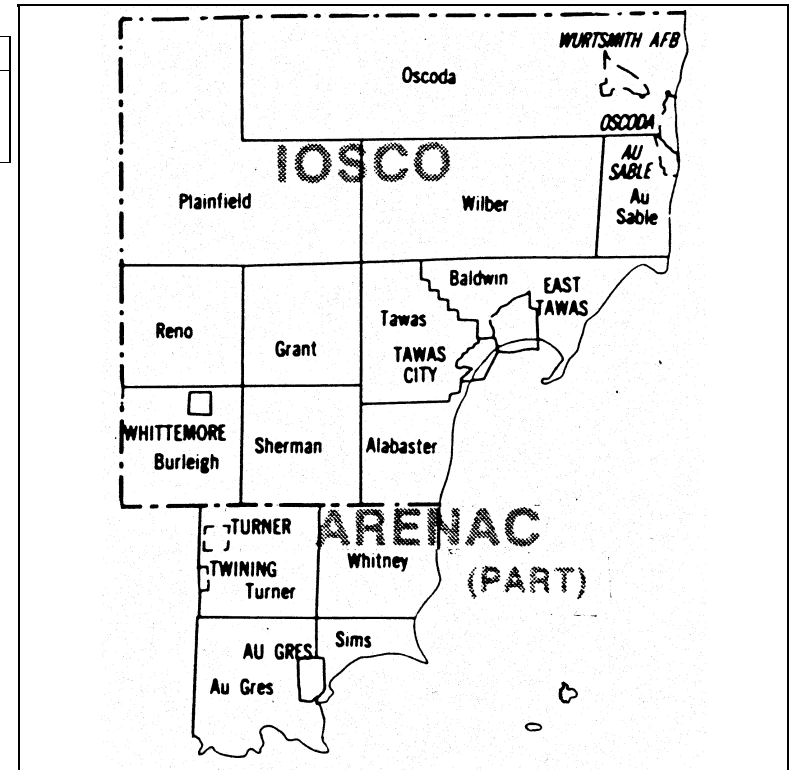 WURTSMITH AFB
Oscoda
OSCODA
IOSCO
AU
SABLE
Au
Sable
Plainfield
Wilber
Baldwin
EAST
TAWAS
Reno
Grant
Tawas
TAWAS
CITY
WHITTEMORE
Burleigh
Sherman
Alabaster
ARENAC
(PART)
TURNER
TWINING
Turner
Whitney
AU GRES
Sims
Au Gres